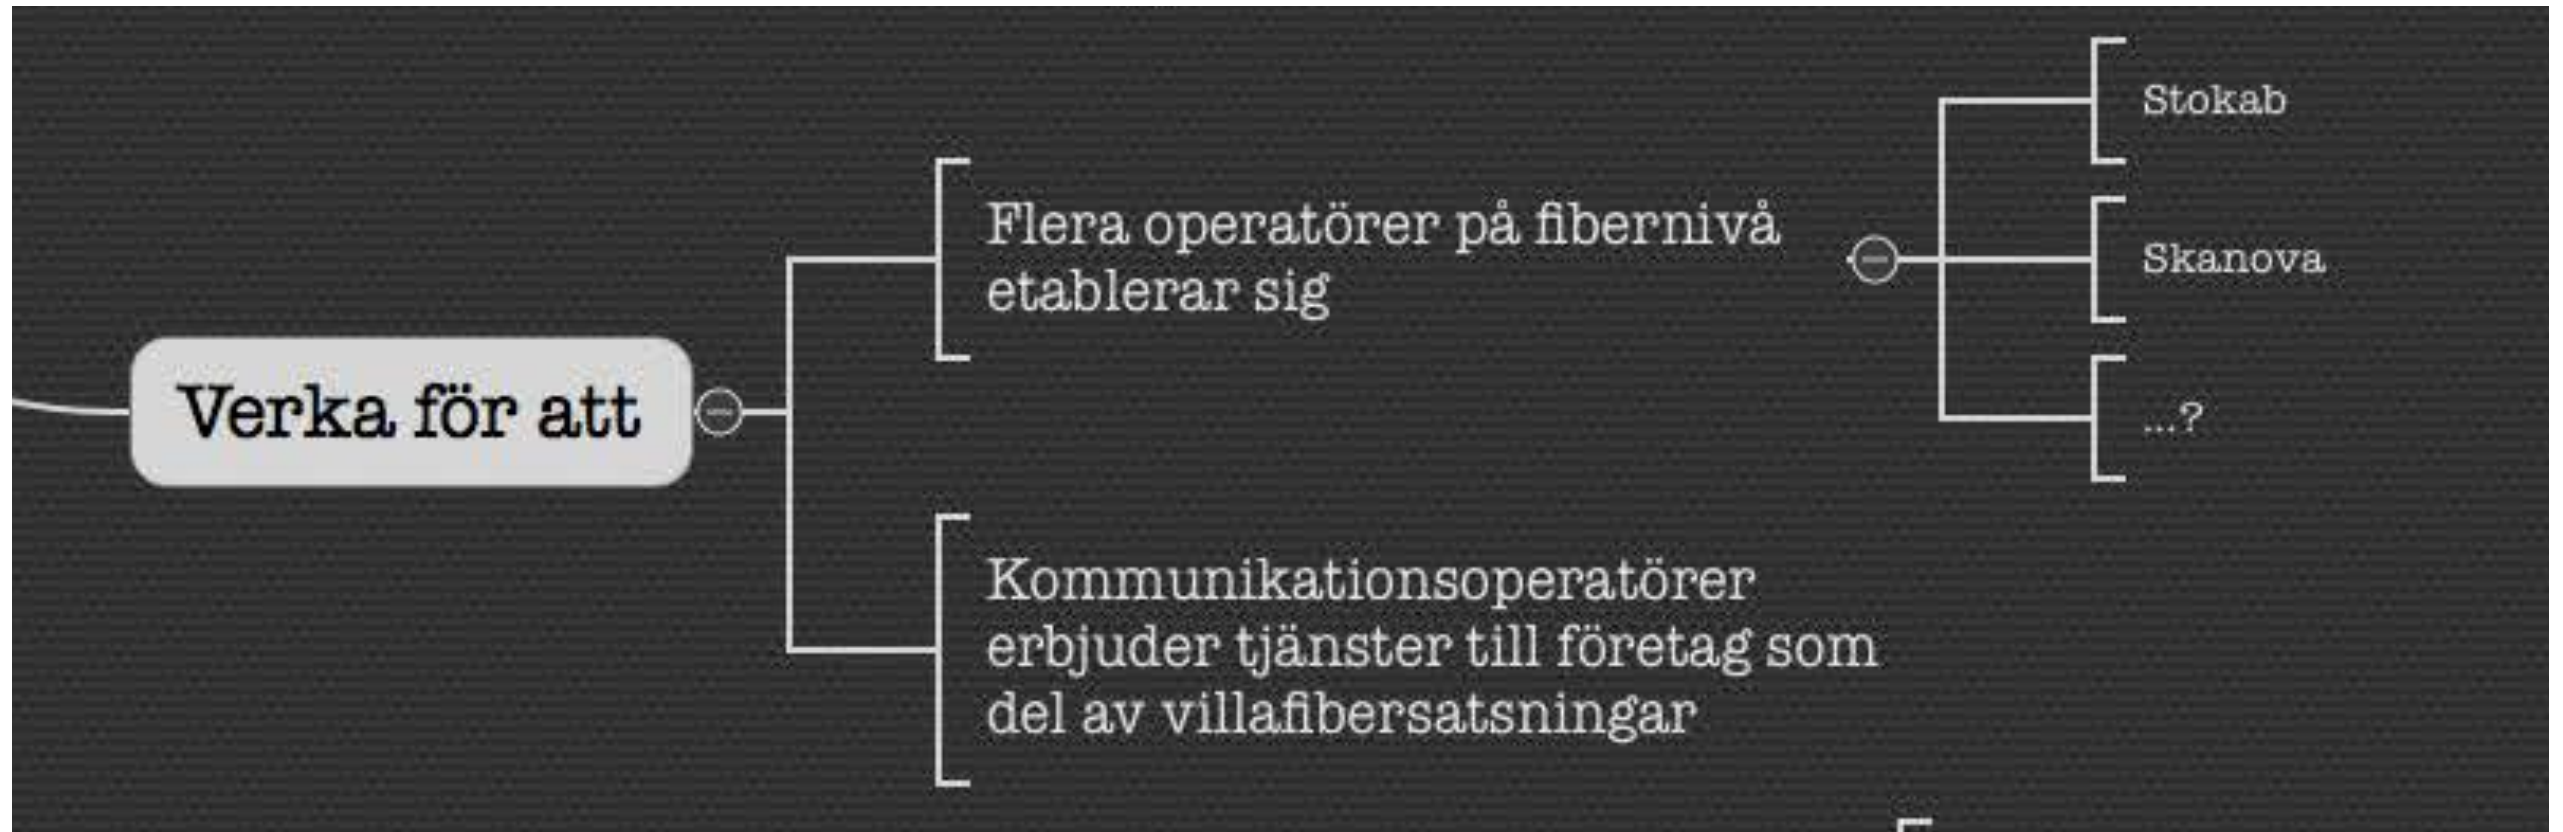 Verka för att
Flera operatörer på fibernivå
etablerar sig
Stokab
Skanova
...?
Kommunikationsoperatörer
erbjuder tjänster till företag som
del av villafibersatsningar